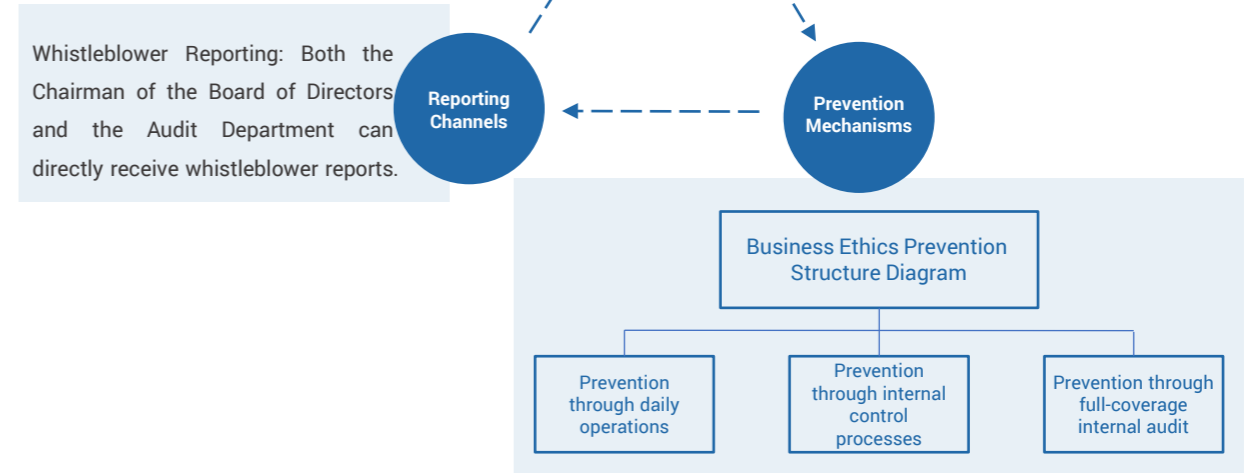 Whistleblower Reporting: Both the
Chairman of the Board of Directors
and the Audit Department can
directly receive whistleblower reports.
Reporting
Channels
Prevention
Mechanisms
Business Ethics Prevention
Structure Diagram
Prevention
through daily
operations
Prevention
through internal
control
processes
Prevention through
full-coverage
internal audit